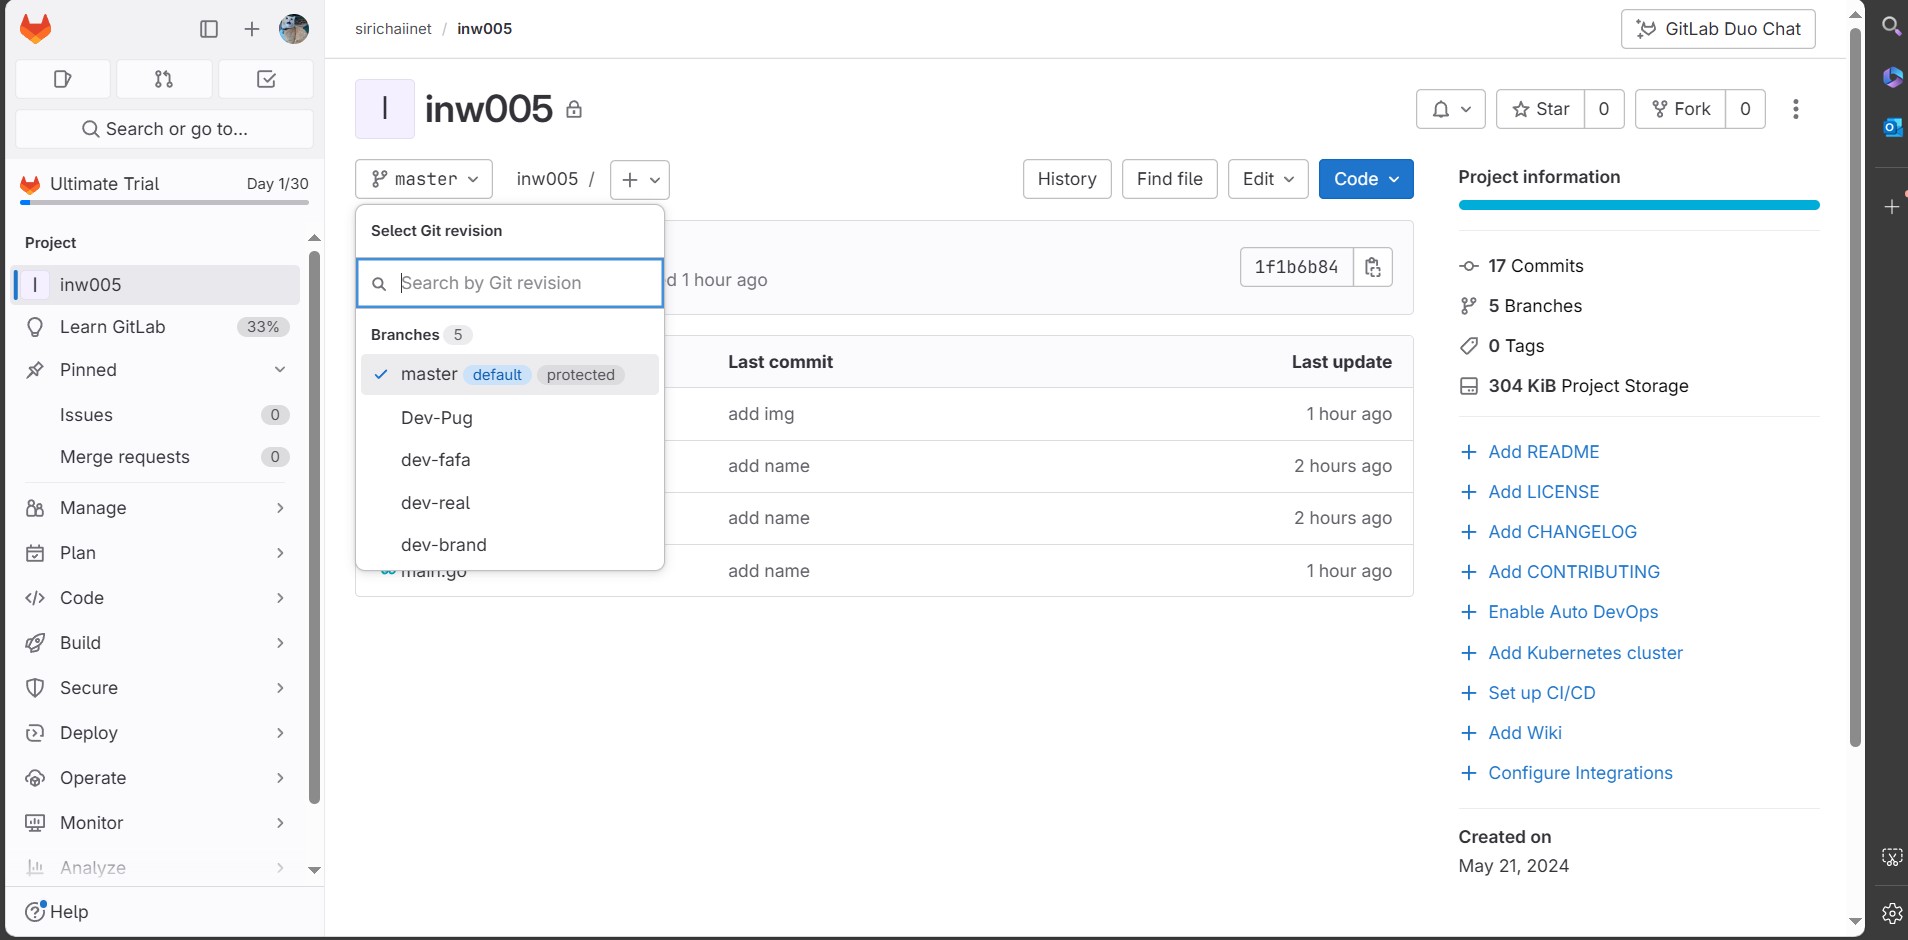 sirichaiinet / inw005
GitLab Duo Chat
Search or go to...
Ultimate Trial
Day 1/30
Project
I inw005
Learn GitLab 33%
Pinned
Issues 0
Merge requests 0
Manage
Plan
Code
Build
Secure
Deploy
Operate
Monitor
Analyze
Help
I
inw005
Star 0
Fork 0
master
inw005 /
History
Find file
Edit
Code
Select Git revision
Search by Git revision
Branches 5
master default protected
Dev-Pug
dev-fafa
dev-real
dev-brand
d 1 hour ago
1f1b6b84
Last commit
Last update
add img
1 hour ago
add name
2 hours ago
add name
2 hours ago
main.go
add name
1 hour ago
Project information
17 Commits
5 Branches
0 Tags
304 KiB Project Storage
Add README
Add LICENSE
Add CHANGELOG
Add CONTRIBUTING
Enable Auto DevOps
Add Kubernetes cluster
Set up CI/CD
Add Wiki
Configure Integrations
Created on
May 21, 2024